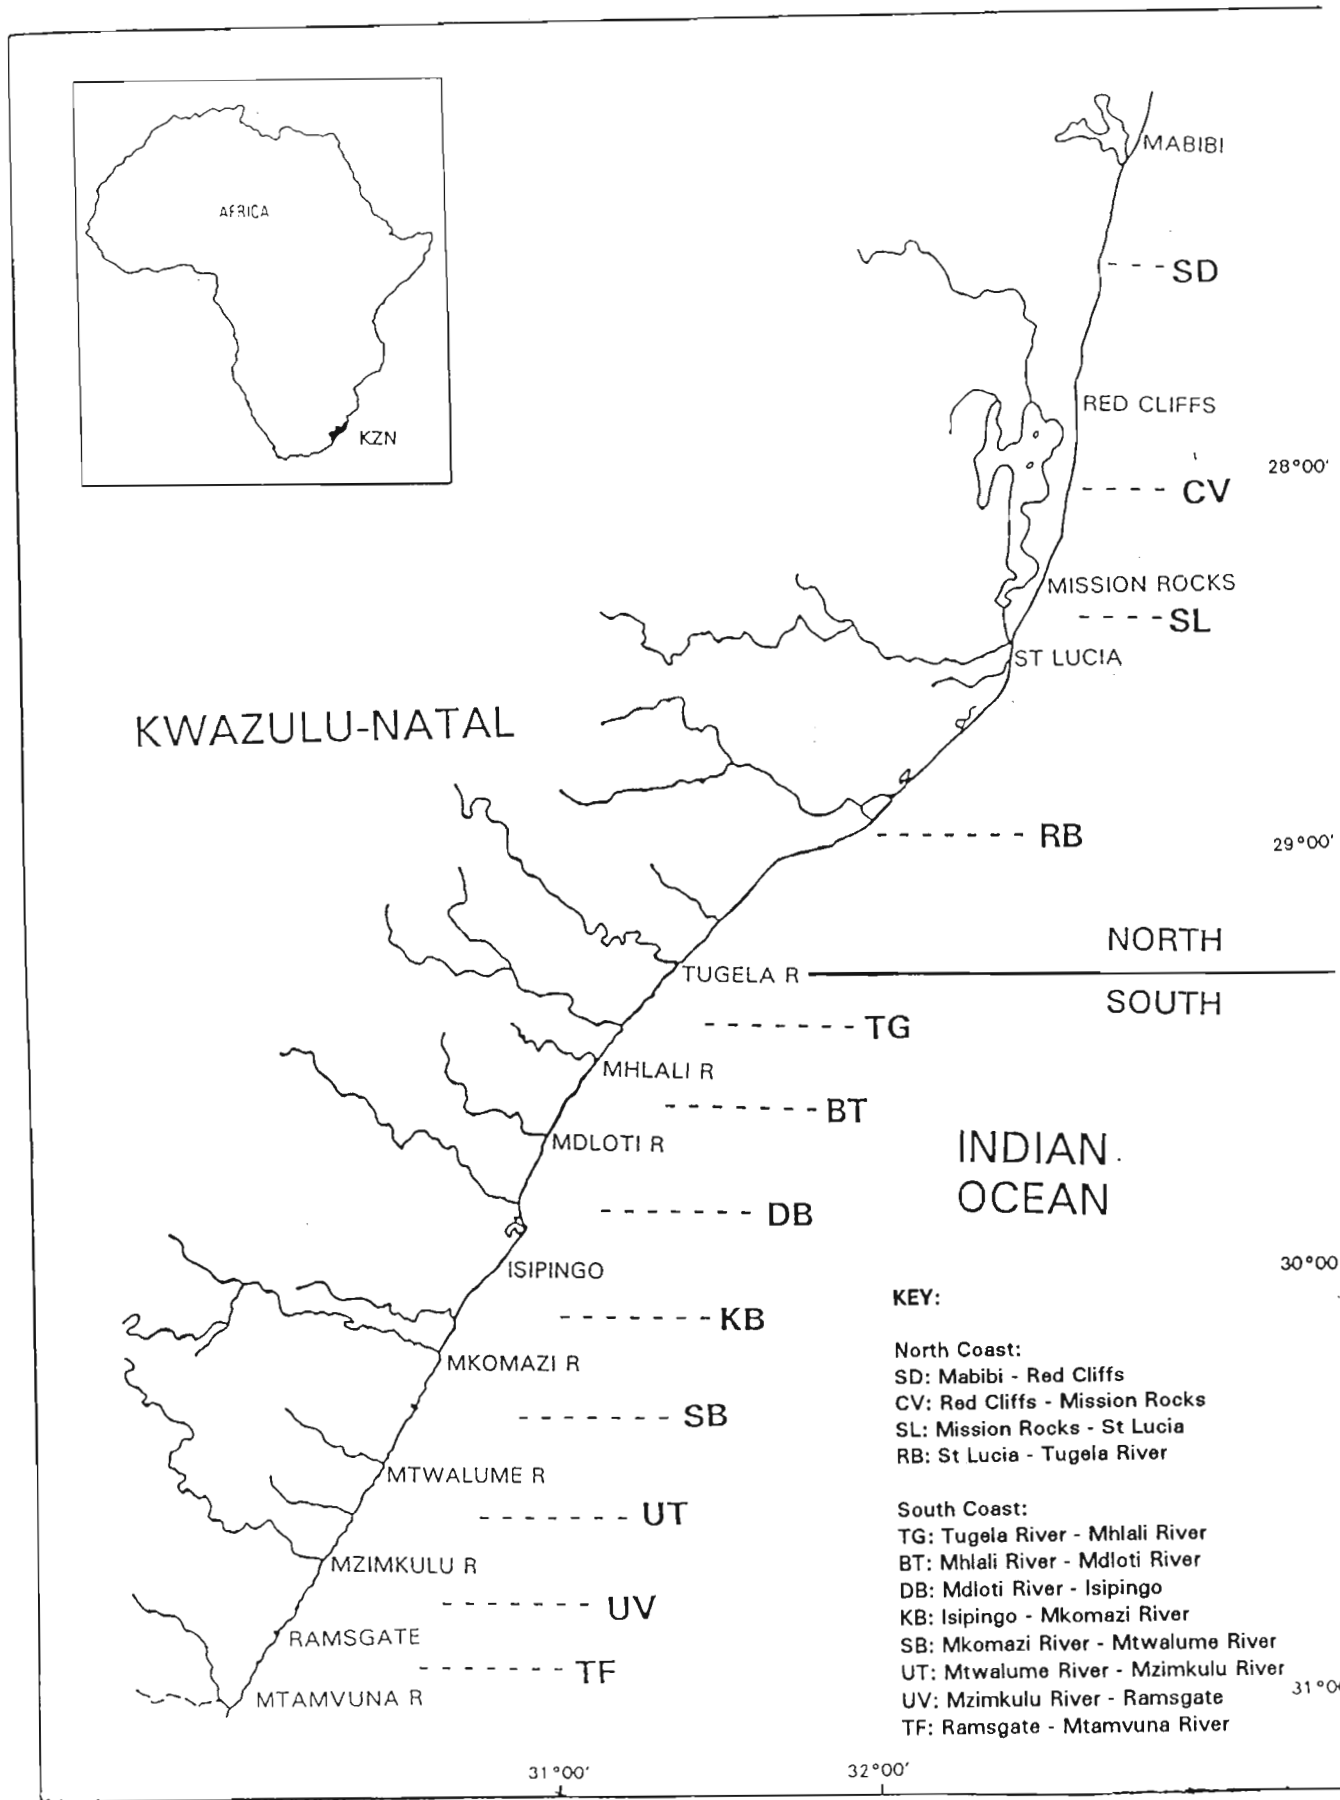 AFRICA
KZN
MABIBI
SD
RED CLIFFS
28°00'
CV
MISSION ROCKS
SL
ST LUCIA
KWAZULU-NATAL
RB
29°00'
NORTH
TUGELA R
SOUTH
TG
MHLALI R
BT
MDLOTI R
INDIAN
OCEAN
DB
ISIPINGO
30°00
KB
MKOMAZI R
SB
MTWALUME R
UT
MZIMKULU R
UV
RAMSGATE
TF
MTAMVUNA R
KEY:
North Coast:
SD: Mabibi - Red Cliffs
CV: Red Cliffs - Mission Rocks
SL: Mission Rocks - St Lucia
RB: St Lucia - Tugela River
South Coast:
TG: Tugela River - Mhlali River
BT: Mhlali River - Mdloti River
DB: Mdloti River - Isipingo
KB: Isipingo - Mkomazi River
SB: Mkomazi River - Mtwalume River
UT: Mtwalume River - Mzimkulu River
UV: Mzimkulu River - Ramsgate
TF: Ramsgate - Mtamvuna River
31°0
31°00'
32°00'